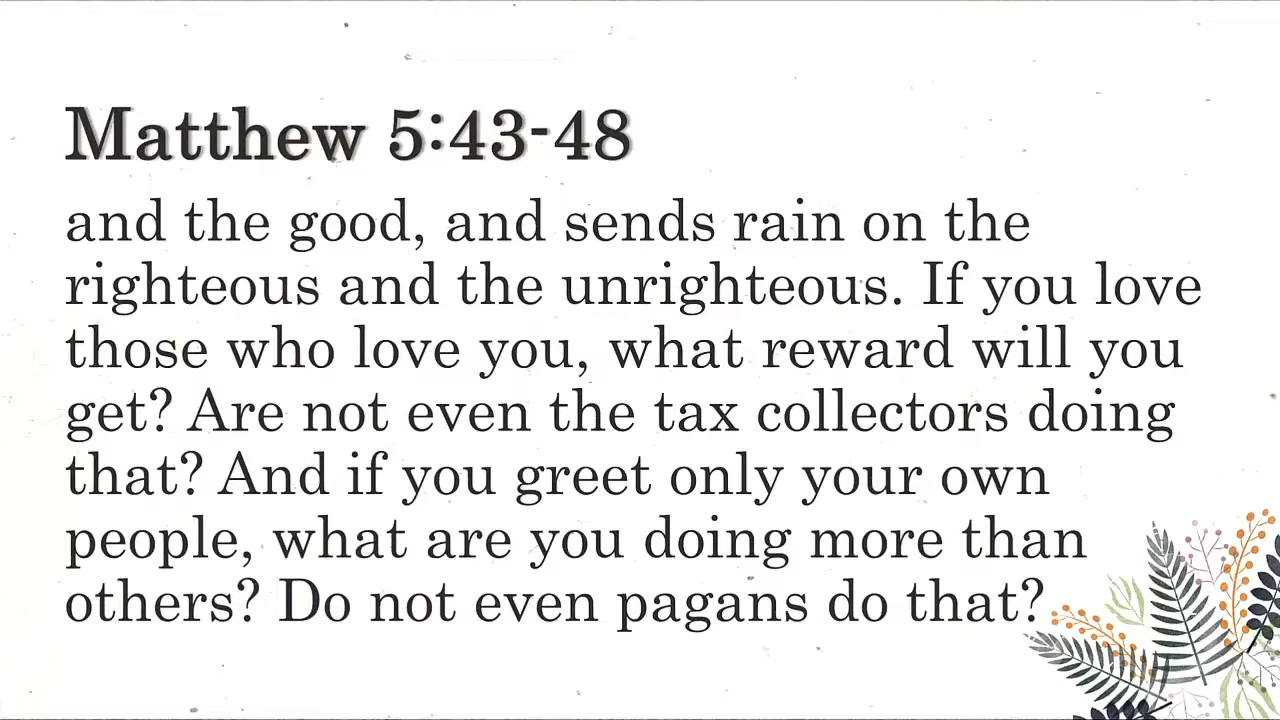 Matthew 5:43-48
and the good, and sends rain on the
righteous and the unrighteous. If you love
those who love you, what reward will you
get? Are not even the tax collectors doing
that? And if you greet only your own
people, what are you doing more than
others? Do not even pagans do that?